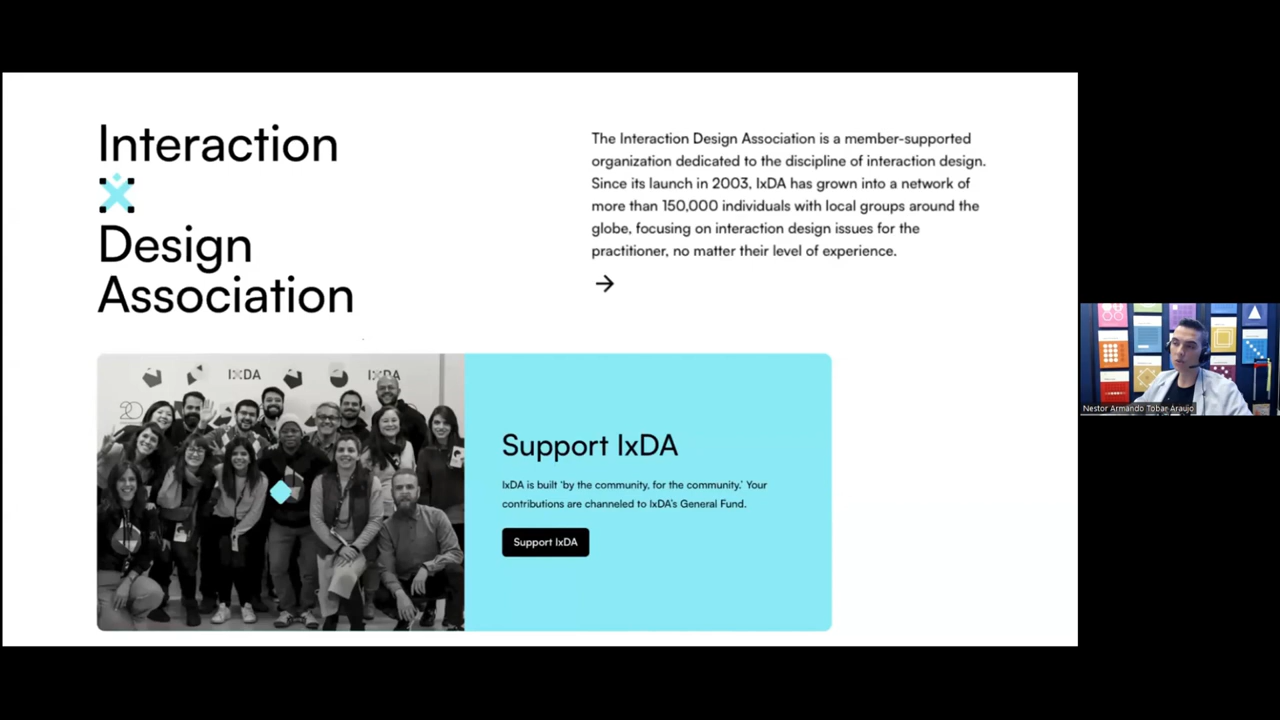 Interaction
Design
Association
The Interaction Design Association is a member-supported
organization dedicated to the discipline of interaction design.
Since its launch in 2003, IxDA has grown into a network of
more than 150,000 individuals with local groups around the
globe, focusing on interaction design issues for the
practitioner, no matter their level of experience.
IxDA
IxDA
20
Support IxDA
IxDA is built ‘by the community, for the community.’ Your
contributions are channeled to IxDA's General Fund.
Support IxDA
Nestor Armando Tobar Araujo